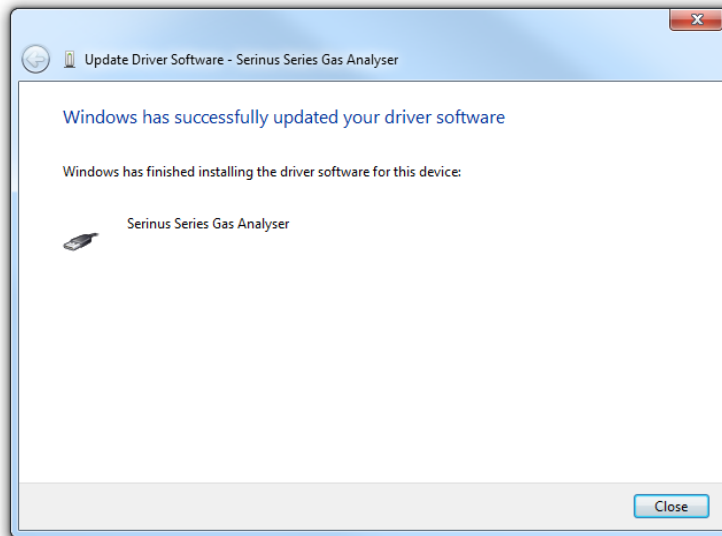 Update Driver Software - Serinus Series Gas Analyser
Windows has successfully updated your driver software
Windows has finished installing the driver software for this device:
Serinus Series Gas Analyser
Close